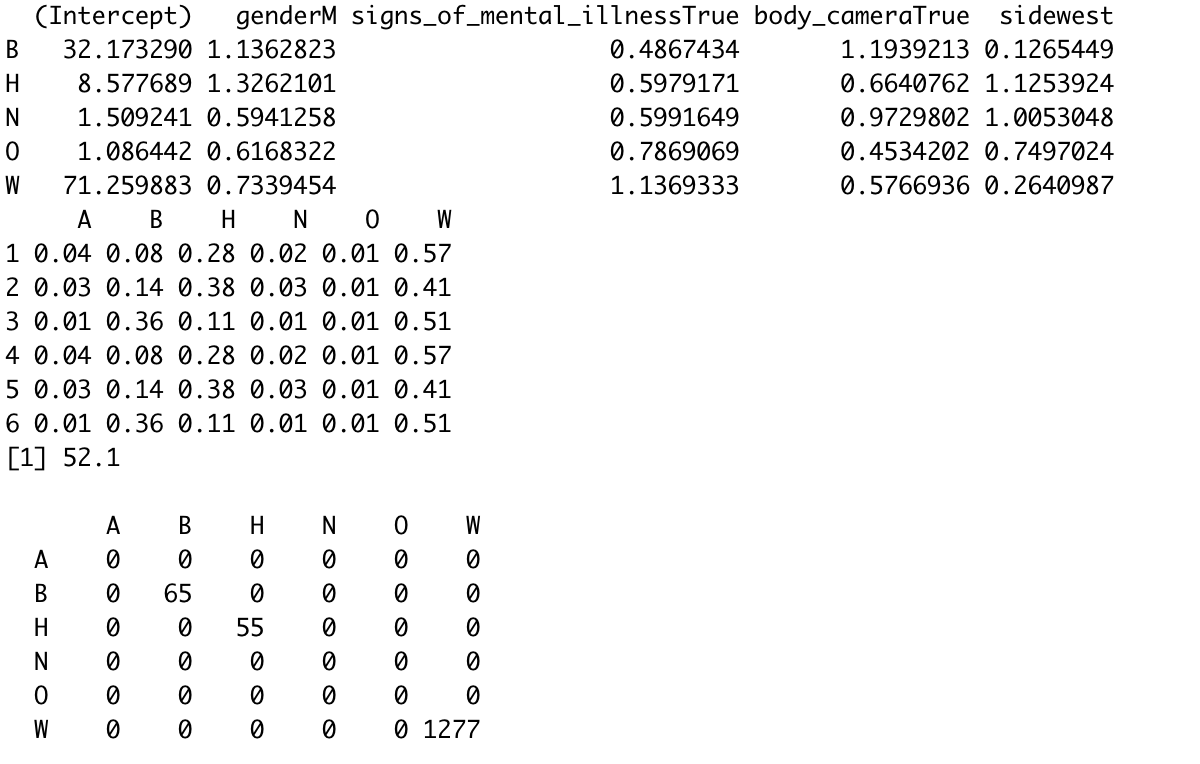 (Intercept) genderM signs_of_mental_illnessTrue body_cameraTrue sidewest
B 32.173290 1.1362823 0.4867434 1.1939213 0.1265449
H 8.577689 1.3262101 0.5979171 0.6640762 1.1253924
N 1.509241 0.5941258 0.5991649 0.9729802 1.0053048
O 1.086442 0.6168322 0.7869069 0.4534202 0.7497024
W 71.259883 0.7339454 1.1369333 0.5766936 0.2640987
A B H N O W
1 0.04 0.08 0.28 0.02 0.01 0.57
2 0.03 0.14 0.38 0.03 0.01 0.41
3 0.01 0.36 0.11 0.01 0.01 0.51
4 0.04 0.08 0.28 0.02 0.01 0.57
5 0.03 0.14 0.38 0.03 0.01 0.41
6 0.01 0.36 0.11 0.01 0.01 0.51
[1] 52.1
A B H N O W
A 0 0 0 0 0 0
B 0 65 0 0 0 0
H 0 0 55 0 0 0
N 0 0 0 0 0 0
O 0 0 0 0 0 0
W 0 0 0 0 0 1277